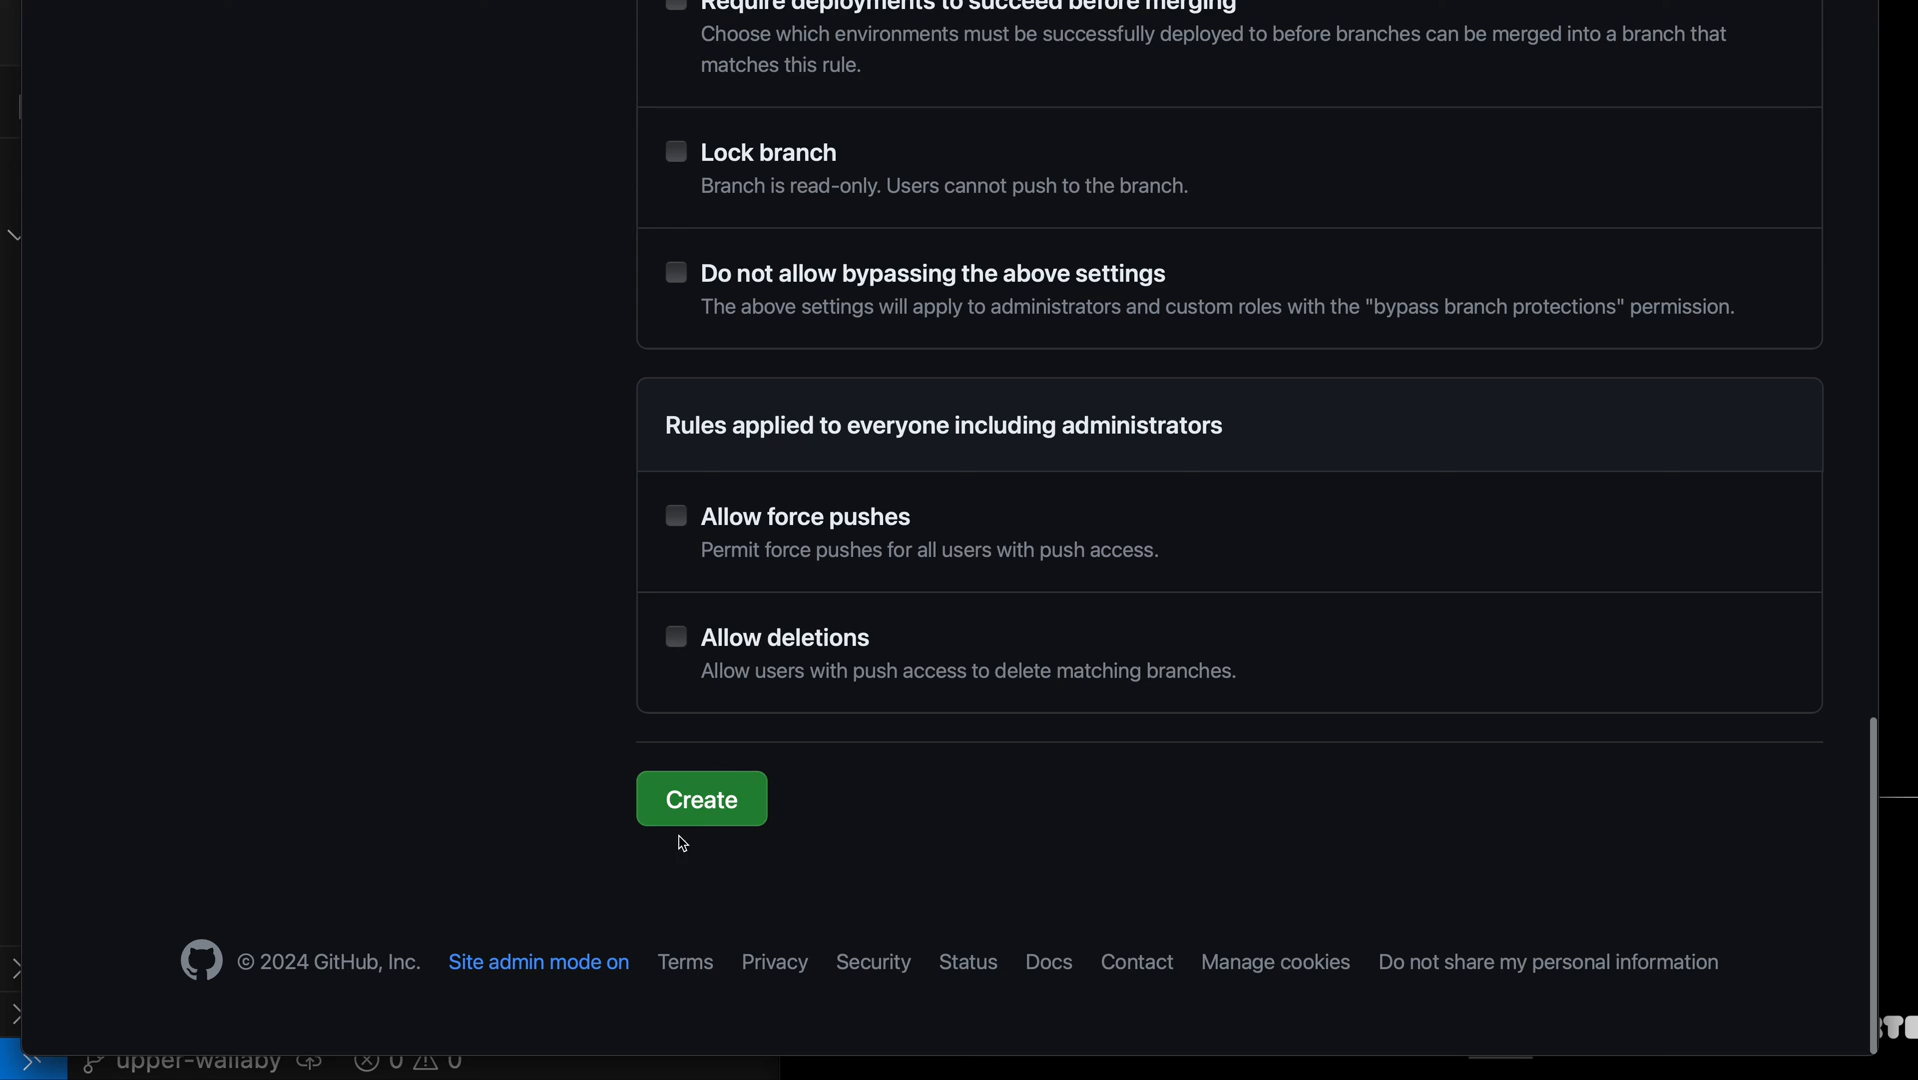 Require deployments to succeed before merging
Choose which environments must be successfully deployed to before branches can be merged into a branch that
matches this rule.
Lock branch
Branch is read-only. Users cannot push to the branch.
Do not allow bypassing the above settings
The above settings will apply to administrators and custom roles with the "bypass branch protections" permission.
Rules applied to everyone including administrators
Allow force pushes
Permit force pushes for all users with push access.
Allow deletions
Allow users with push access to delete matching branches.
Create
© 2024 GitHub, Inc. Site admin mode on Terms Privacy Security Status Docs Contact Manage cookies Do not share my personal information
upper-wallaby 0 0